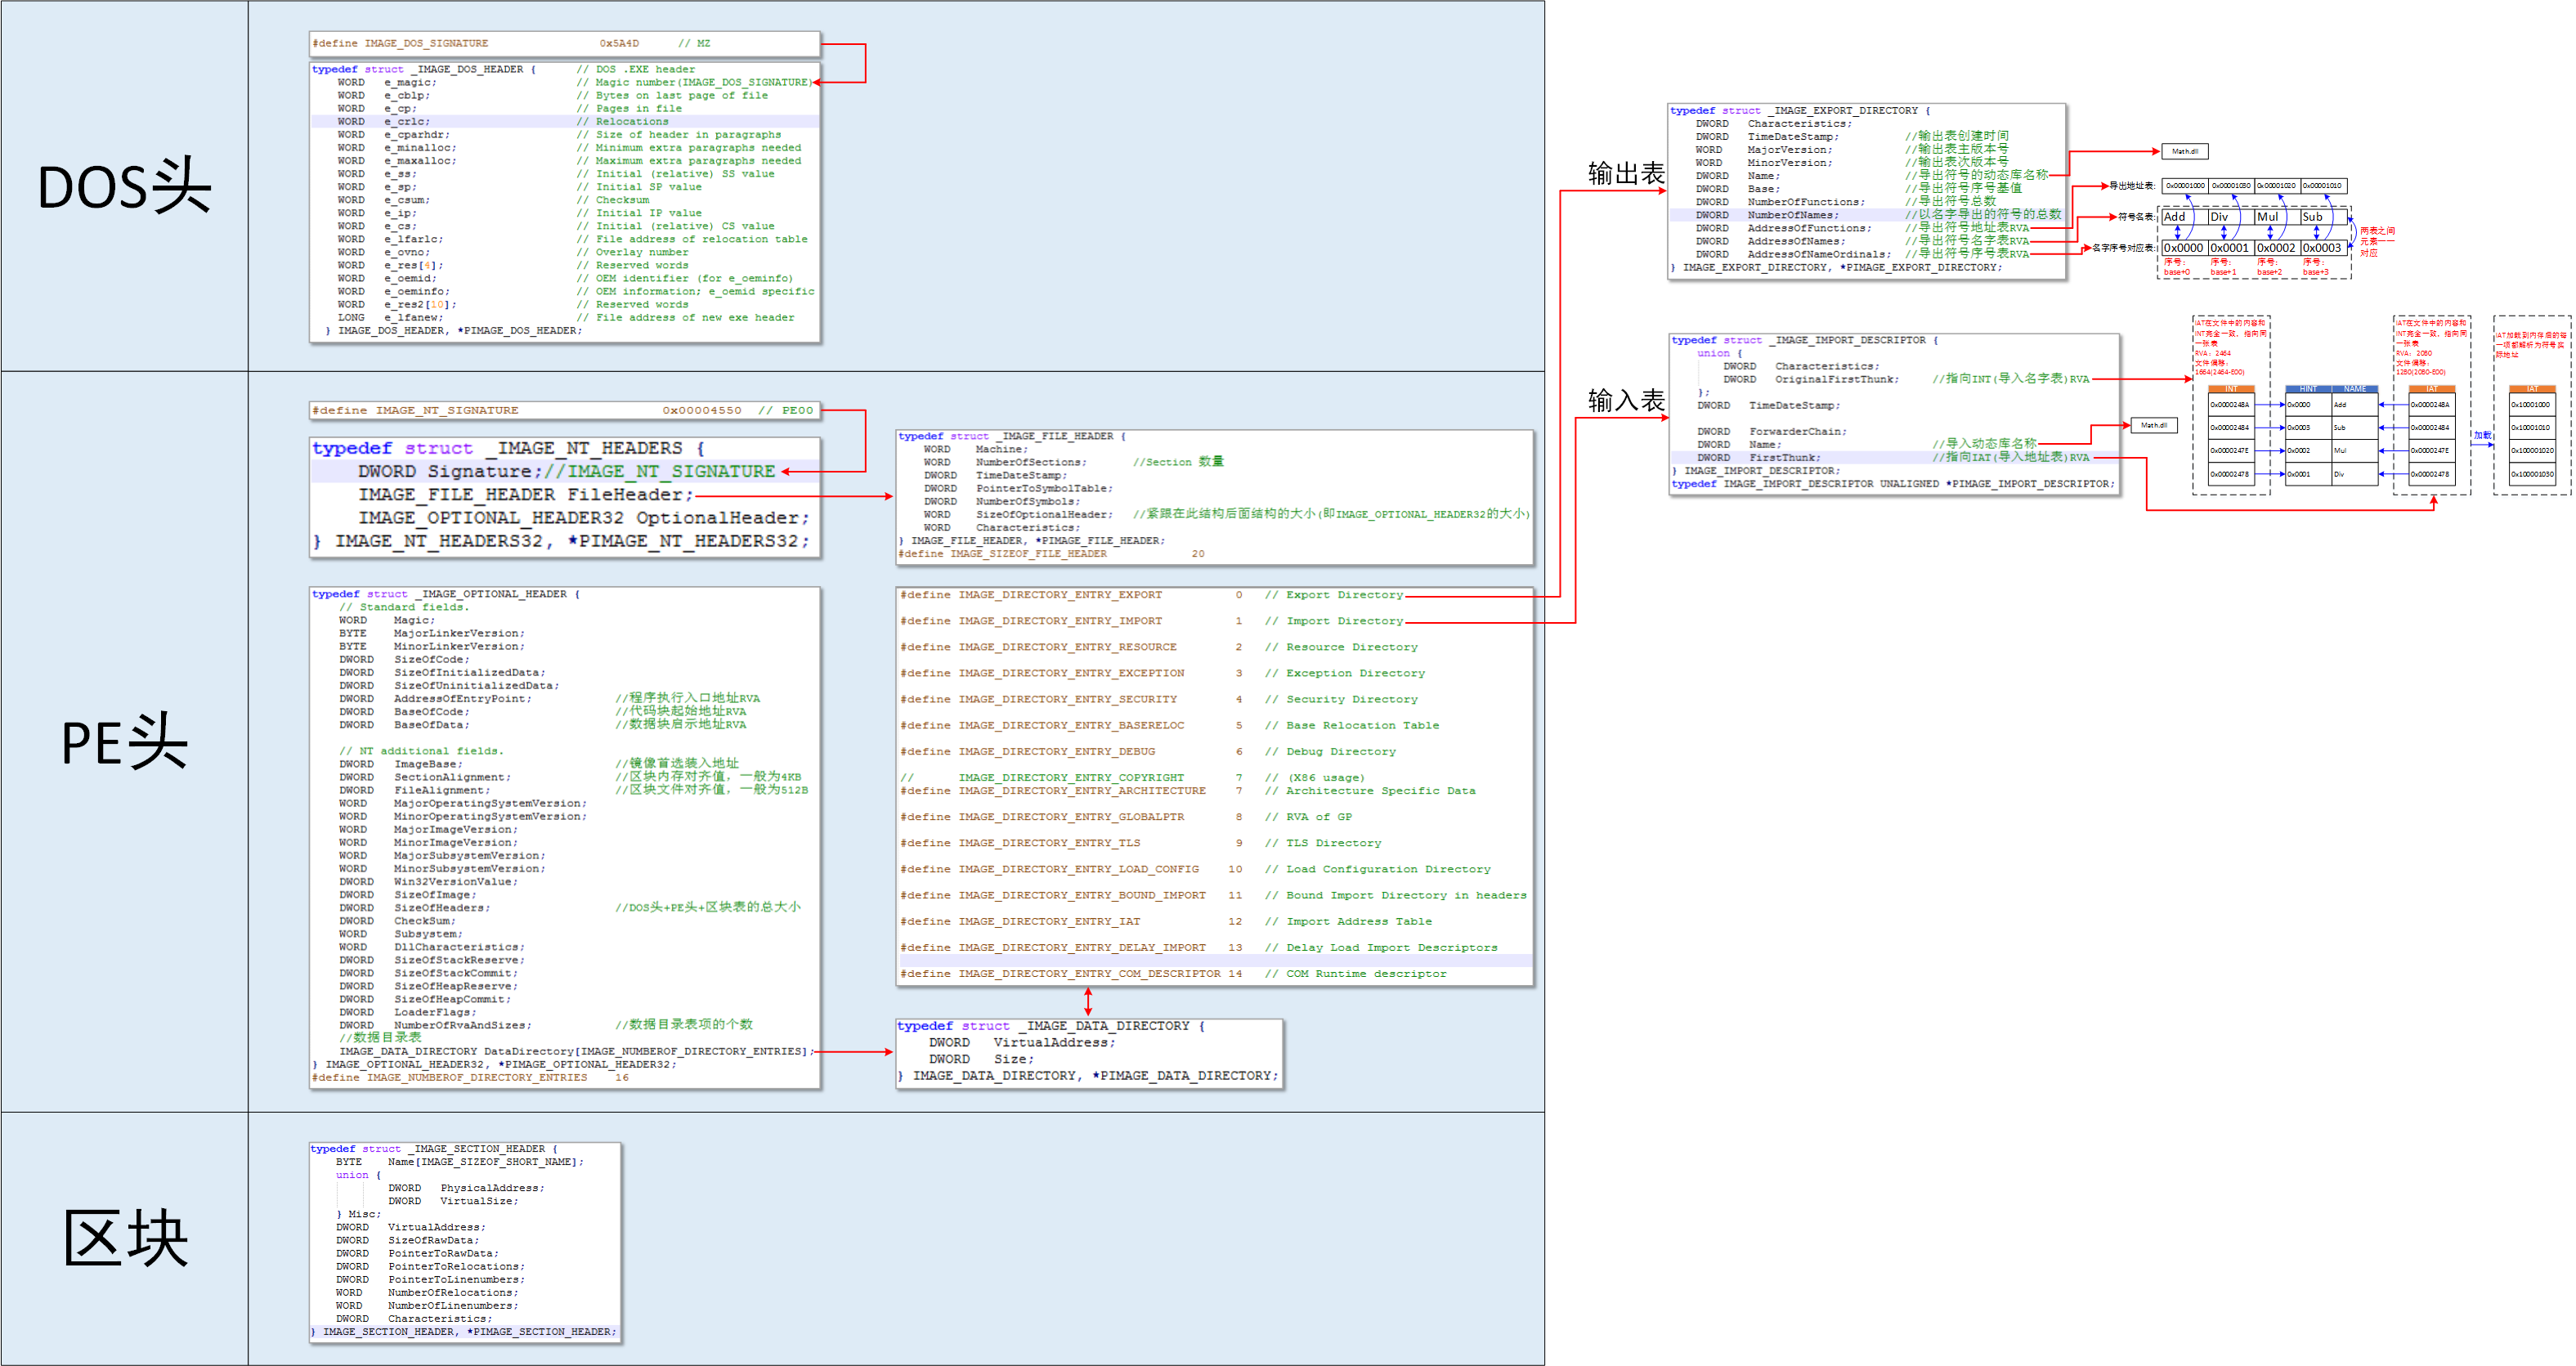 DOS头
#define IMAGE_DOS_SIGNATURE 0x5A4D // MZ
typedef struct _IMAGE_DOS_HEADER { // DOS .EXE header
WORD e_magic; // Magic number(IMAGE_DOS_SIGNATURE)
WORD e_cblp; // Bytes on last page of file
WORD e_cp; // Pages in file
WORD e_crlc; // Relocations
WORD e_cparhdr; // Size of header in paragraphs
WORD e_minalloc; // Minimum extra paragraphs needed
WORD e_maxalloc; // Maximum extra paragraphs needed
WORD e_ss; // Initial (relative) SS value
WORD e_sp; // Initial SP value
WORD e_csum; // Checksum
WORD e_ip; // Initial IP value
WORD e_cs; // Initial (relative) CS value
WORD e_lfarlc; // File address of relocation table
WORD e_ovno; // Overlay number
WORD e_res[4]; // Reserved words
WORD e_oemid; // OEM identifier (for e_oeminfo)
WORD e_oeminfo; // OEM information; e_oemid specific
WORD e_res2[10]; // Reserved words
LONG e_lfanew; // File address of new exe header
} IMAGE_DOS_HEADER, *PIMAGE_DOS_HEADER;
PE头
#define IMAGE_NT_SIGNATURE 0x00004550 // PE00
typedef struct _IMAGE_NT_HEADERS {
DWORD Signature;//IMAGE_NT_SIGNATURE
IMAGE_FILE_HEADER FileHeader;
IMAGE_OPTIONAL_HEADER32 OptionalHeader;
} IMAGE_NT_HEADERS32, *PIMAGE_NT_HEADERS32;
typedef struct _IMAGE_FILE_HEADER {
WORD Machine;
WORD NumberOfSections; //Section 数量
DWORD TimeDateStamp;
DWORD PointerToSymbolTable;
DWORD NumberOfSymbols;
WORD SizeOfOptionalHeader; //紧跟在此结构后面结构的大小(即IMAGE_OPTIONAL_HEADER32的大小)
WORD Characteristics;
} IMAGE_FILE_HEADER, *PIMAGE_FILE_HEADER;
#define IMAGE_SIZEOF_FILE_HEADER 20
typedef struct _IMAGE_OPTIONAL_HEADER {
// Standard fields.
WORD Magic;
BYTE MajorLinkerVersion;
BYTE MinorLinkerVersion;
DWORD SizeOfCode;
DWORD SizeOfInitializedData;
DWORD SizeOfUninitializedData;
DWORD AddressOfEntryPoint; //程序执行入口地址RVA
DWORD BaseOfCode; //代码块起始地址RVA
DWORD BaseOfData; //数据块启示地址RVA
// NT additional fields.
DWORD ImageBase; //镜像首选装入地址
DWORD SectionAlignment; //区块内存对齐值，一般为4KB
DWORD FileAlignment; //区块文件对齐值，一般为512B
WORD MajorOperatingSystemVersion;
WORD MinorOperatingSystemVersion;
WORD MajorImageVersion;
WORD MinorImageVersion;
WORD MajorSubsystemVersion;
WORD MinorSubsystemVersion;
DWORD Win32VersionValue;
DWORD SizeOfImage;
DWORD SizeOfHeaders; //DOS头+PE头+区块表的总大小
DWORD CheckSum;
WORD Subsystem;
WORD DllCharacteristics;
DWORD SizeOfStackReserve;
DWORD SizeOfStackCommit;
DWORD SizeOfHeapReserve;
DWORD SizeOfHeapCommit;
DWORD LoaderFlags;
DWORD NumberOfRvaAndSizes; //数据目录表项的个数
//数据目录表
IMAGE_DATA_DIRECTORY DataDirectory[IMAGE_NUMBEROF_DIRECTORY_ENTRIES];
} IMAGE_OPTIONAL_HEADER32, *PIMAGE_OPTIONAL_HEADER32;
#define IMAGE_NUMBEROF_DIRECTORY_ENTRIES 16
#define IMAGE_DIRECTORY_ENTRY_EXPORT 0 // Export Directory
#define IMAGE_DIRECTORY_ENTRY_IMPORT 1 // Import Directory
#define IMAGE_DIRECTORY_ENTRY_RESOURCE 2 // Resource Directory
#define IMAGE_DIRECTORY_ENTRY_EXCEPTION 3 // Exception Directory
#define IMAGE_DIRECTORY_ENTRY_SECURITY 4 // Security Directory
#define IMAGE_DIRECTORY_ENTRY_BASERELOC 5 // Base Relocation Table
#define IMAGE_DIRECTORY_ENTRY_DEBUG 6 // Debug Directory
// IMAGE_DIRECTORY_ENTRY_COPYRIGHT 7 // (X86 usage)
#define IMAGE_DIRECTORY_ENTRY_ARCHITECTURE 7 // Architecture Specific Data
#define IMAGE_DIRECTORY_ENTRY_GLOBALPTR 8 // RVA of GP
#define IMAGE_DIRECTORY_ENTRY_TLS 9 // TLS Directory
#define IMAGE_DIRECTORY_ENTRY_LOAD_CONFIG 10 // Load Configuration Directory
#define IMAGE_DIRECTORY_ENTRY_BOUND_IMPORT 11 // Bound Import Directory in headers
#define IMAGE_DIRECTORY_ENTRY_IAT 12 // Import Address Table
#define IMAGE_DIRECTORY_ENTRY_DELAY_IMPORT 13 // Delay Load Import Descriptors
#define IMAGE_DIRECTORY_ENTRY_COM_DESCRIPTOR 14 // COM Runtime descriptor
typedef struct _IMAGE_DATA_DIRECTORY {
DWORD VirtualAddress;
DWORD Size;
} IMAGE_DATA_DIRECTORY, *PIMAGE_DATA_DIRECTORY;
区块
typedef struct _IMAGE_SECTION_HEADER {
BYTE Name[IMAGE_SIZEOF_SHORT_NAME];
union {
DWORD PhysicalAddress;
DWORD VirtualSize;
} Misc;
DWORD VirtualAddress;
DWORD SizeOfRawData;
DWORD PointerToRawData;
DWORD PointerToRelocations;
DWORD PointerToLinenumbers;
WORD NumberOfRelocations;
WORD NumberOfLinenumbers;
DWORD Characteristics;
} IMAGE_SECTION_HEADER, *PIMAGE_SECTION_HEADER;
输出表
typedef struct _IMAGE_EXPORT_DIRECTORY {
DWORD Characteristics;
DWORD TimeDateStamp; //输出表创建时间
WORD MajorVersion; //输出表主版本号
WORD MinorVersion; //输出表次版本号
DWORD Name; //导出符号的动态库名称
DWORD Base; //导出符号序号基值
DWORD NumberOfFunctions; //导出符号总数
DWORD NumberOfNames; //以名字导出的符号的总数
DWORD AddressOfFunctions; //导出符号地址表RVA
DWORD AddressOfNames; //导出符号名字表RVA
DWORD AddressOfNameOrdinals; //导出符号序号表RVA
} IMAGE_EXPORT_DIRECTORY, *PIMAGE_EXPORT_DIRECTORY;
Math.dll
导出地址表: 0x00001000 0x00001030 0x00001020 0x00001010
符号名表: Add Div Mul Sub
名字序号对应表: 0x0000 0x0001 0x0002 0x0003
序号: base+0
序号: base+1
序号: base+2
序号: base+3
两表之间
元素一一
对应
输入表
typedef struct _IMAGE_IMPORT_DESCRIPTOR {
union {
DWORD Characteristics;
DWORD OriginalFirstThunk; //指向INT(导入名字表)RVA
};
DWORD TimeDateStamp;
DWORD ForwarderChain;
DWORD Name; //导入动态库名称
DWORD FirstThunk; //指向IAT(导入地址表)RVA
} IMAGE_IMPORT_DESCRIPTOR;
typedef IMAGE_IMPORT_DESCRIPTOR UNALIGNED *PIMAGE_IMPORT_DESCRIPTOR;
Math.dll
IAT在文件中的内容和
INT完全一致，指向同
一张表
RVA：2464
文件偏移：
1664(2464-E00)
INT
0x0000248A
0x00002484
0x0000247E
0x00002478
HINT NAME
0x0000 Add
0x0003 Sub
0x0002 Mul
0x0001 Div
IAT在文件中的内容和
INT完全一致，指向同
一张表
RVA：2080
文件偏移：
1280(2080-E00)
IAT
0x0000248A
0x00002484
0x0000247E
0x00002478
加载
IAT加载到内存后的每
一项都解析为符号实
际地址
IAT
0x10001000
0x10001010
0x100001020
0x100001030